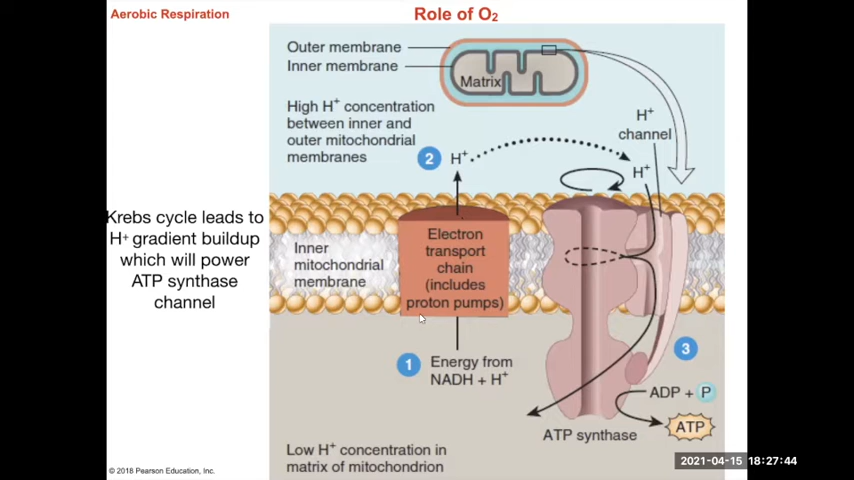 Aerobic Respiration
Role of O₂
Outer membrane
Inner membrane
Matrix
High H⁺ concentration
between inner and
outer mitochondrial
membranes
H⁺
channel
2
H⁺
H⁺
Krebs cycle leads to
H⁺ gradient buildup
which will power
ATP synthase
channel
Inner
mitochondrial
membrane
Electron
transport
chain
(includes
proton pumps)
1
Energy from
NADH + H⁺
3
ADP + P
ATP
ATP synthase
Low H⁺ concentration in
matrix of mitochondrion
© 2018 Pearson Education, Inc.
2021-04-15 18:27:44